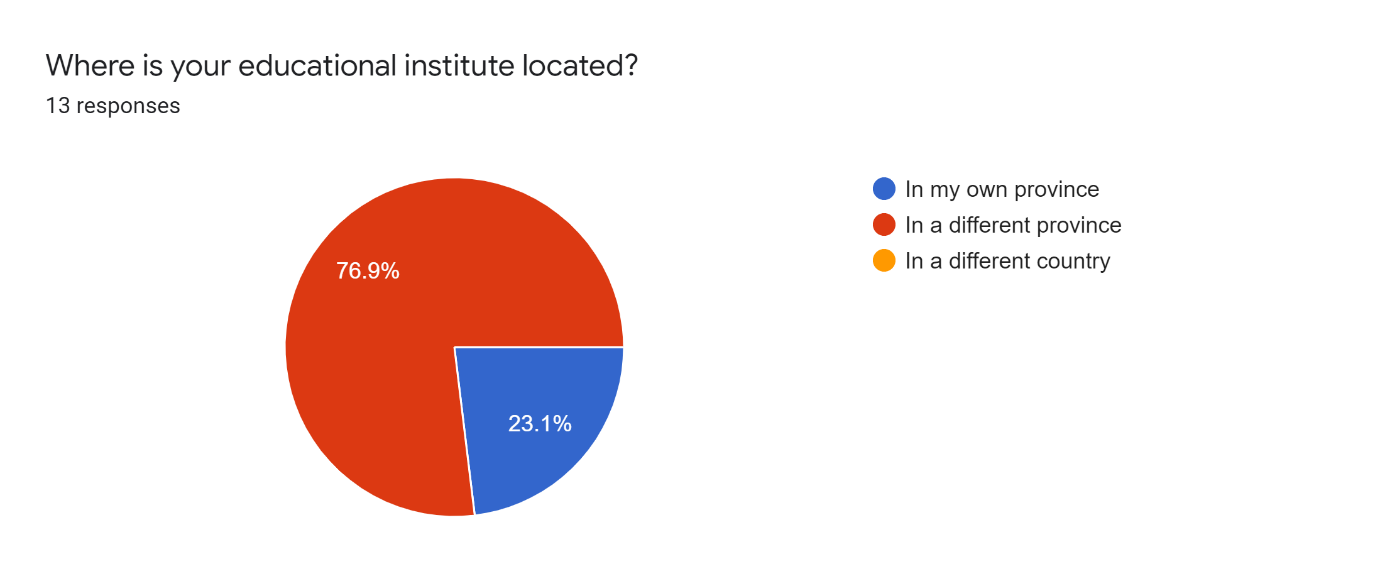 Where is your educational institute located?
13 responses
In my own province
In a different province
In a different country
76.9%
23.1%